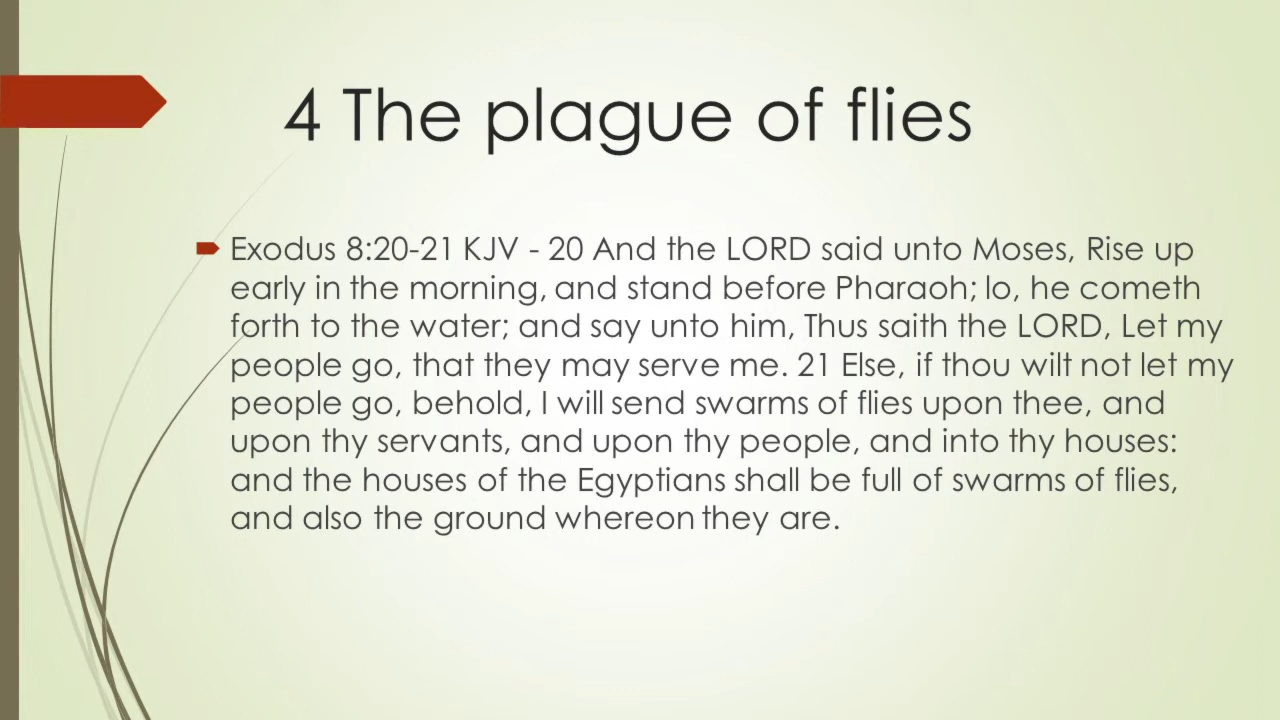 4 The plague of flies
Exodus 8:20-21 KJV - 20 And the LORD said unto Moses, Rise up
early in the morning, and stand before Pharaoh; lo, he cometh
forth to the water; and say unto him, Thus saith the LORD, Let my
people go, that they may serve me. 21 Else, if thou wilt not let my
people go, behold, I will send swarms of flies upon thee, and
upon thy servants, and upon thy people, and into thy houses:
and the houses of the Egyptians shall be full of swarms of flies,
and also the ground whereon they are.